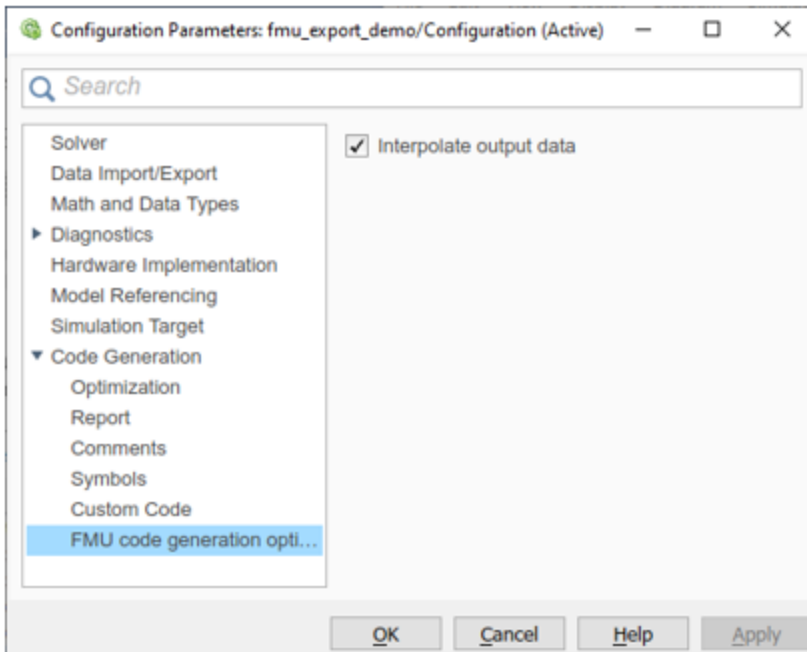 Configuration Parameters: fmu_export_demo/Configuration (Active)
Search
Solver
Data Import/Export
Math and Data Types
Diagnostics
Hardware Implementation
Model Referencing
Simulation Target
Code Generation
Optimization
Report
Comments
Symbols
Custom Code
FMU code generation opti...
Interpolate output data
OK Cancel Help Apply